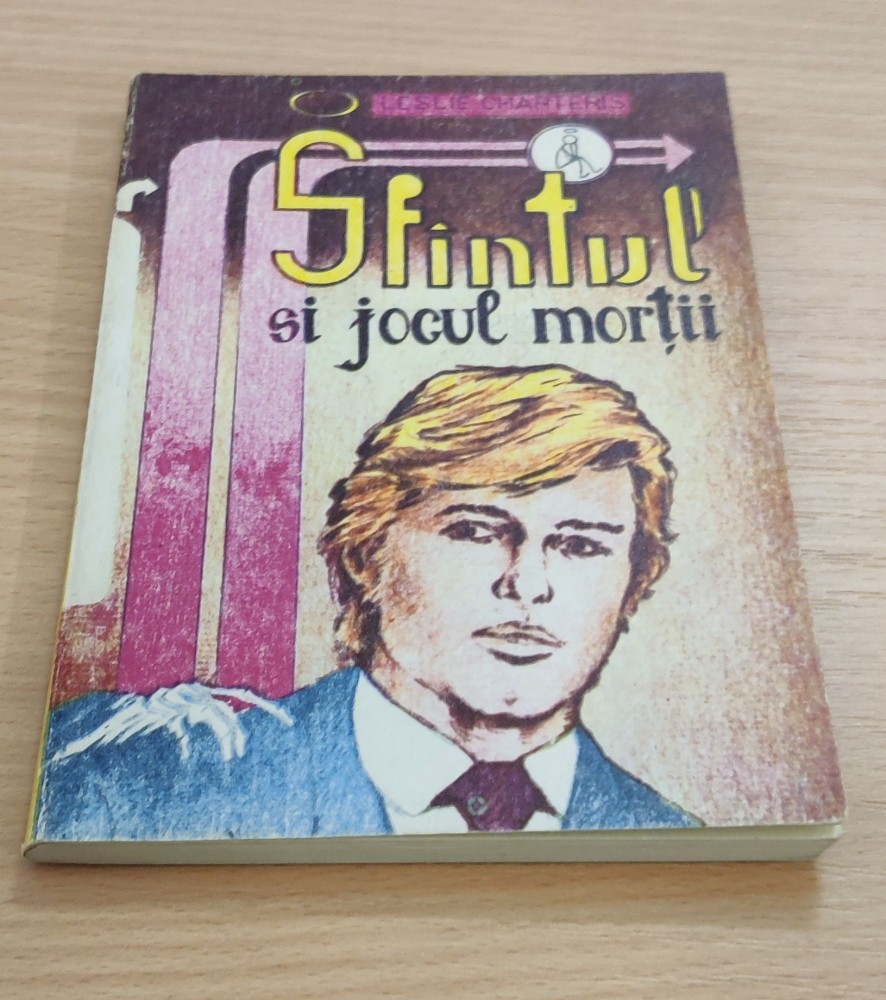 LESLIE CHARTERIS
Sfîntul
si jocul morții